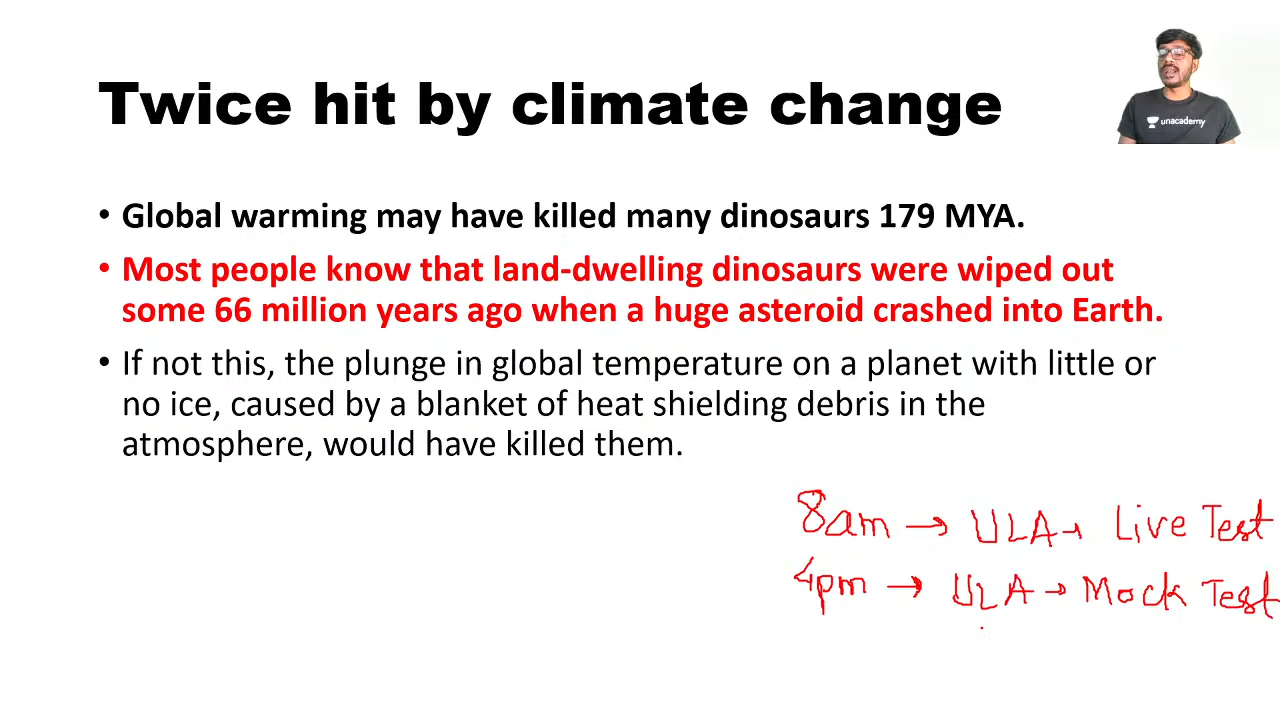 Twice hit by climate change
unacademy
• Global warming may have killed many dinosaurs 179 MYA.
• Most people know that land-dwelling dinosaurs were wiped out
some 66 million years ago when a huge asteroid crashed into Earth.
• If not this, the plunge in global temperature on a planet with little or
no ice, caused by a blanket of heat shielding debris in the
atmosphere, would have killed them.
8am → ULA → Live Test
4pm → ULA → Mock Test